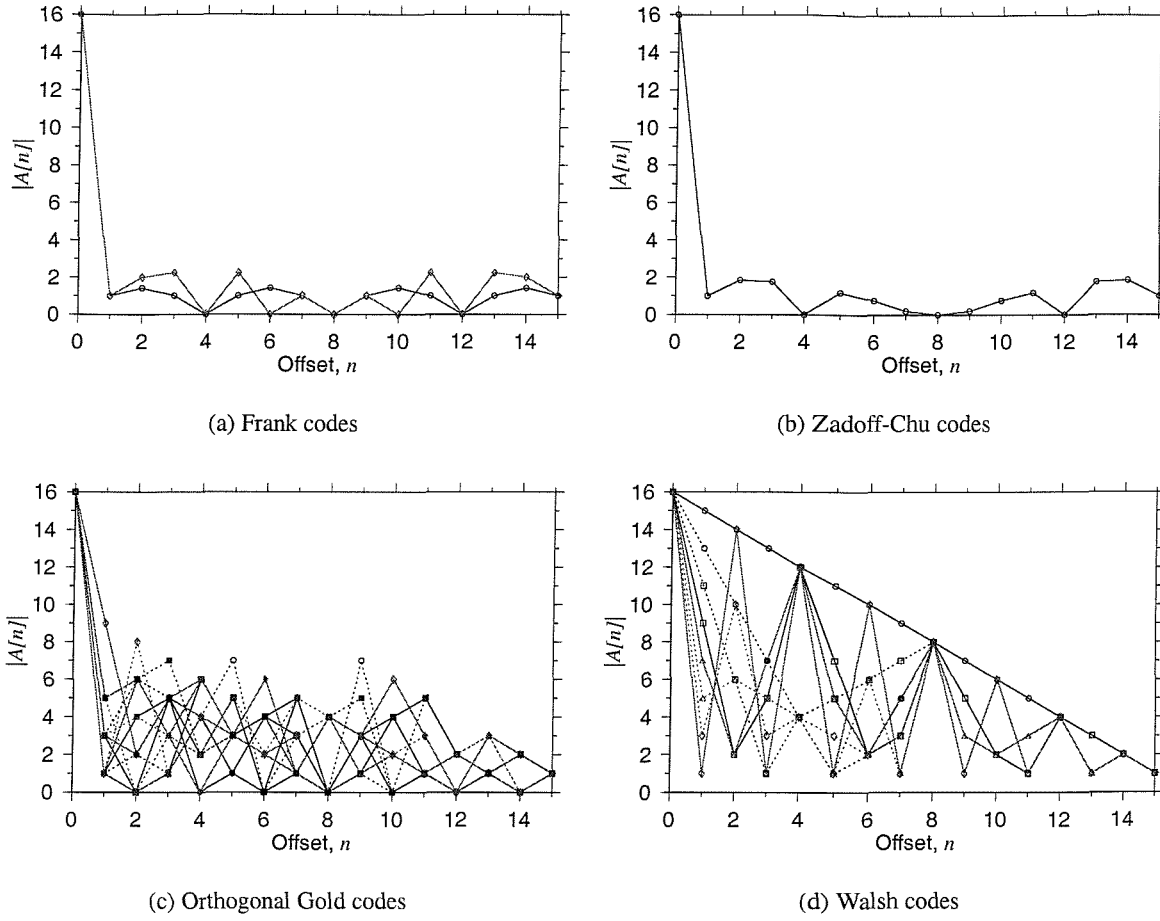 16
14
12
10
8
6
4
2
0
|A[n]|
0 2 4 6 8 10 12 14
Offset, n
(a) Frank codes
16
14
12
10
8
6
4
2
0
|A[n]|
0 2 4 6 8 10 12 14
Offset, n
(b) Zadoff-Chu codes
16
14
12
10
8
6
4
2
0
|A[n]|
0 2 4 6 8 10 12 14
Offset, n
(c) Orthogonal Gold codes
16
14
12
10
8
6
4
2
0
|A[n]|
0 2 4 6 8 10 12 14
Offset, n
(d) Walsh codes